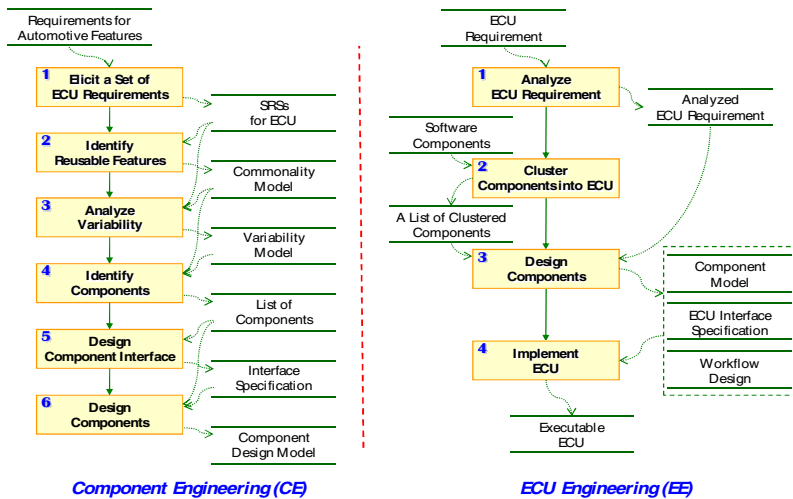 Requirements for
Automotive Features
1
Elicit a Set of
ECU Requirements
SRSs
for ECU
2
Identify
Reusable Features
Commonality
Model
3
Analyze
Variability
Variability
Model
4
Identify
Components
List of
Components
5
Design
Component Interface
Interface
Specification
6
Design
Components
Component
Design Model
Component Engineering (CE)
ECU
Requirement
1
Analyze
ECU Requirement
Analyzed
ECU Requirement
Software
Components
2
Cluster
Components into ECU
A List of Clustered
Components
3
Design
Components
Component
Model
ECU Interface
Specification
Workflow
Design
4
Implement
ECU
Executable
ECU
ECU Engineering (EE)